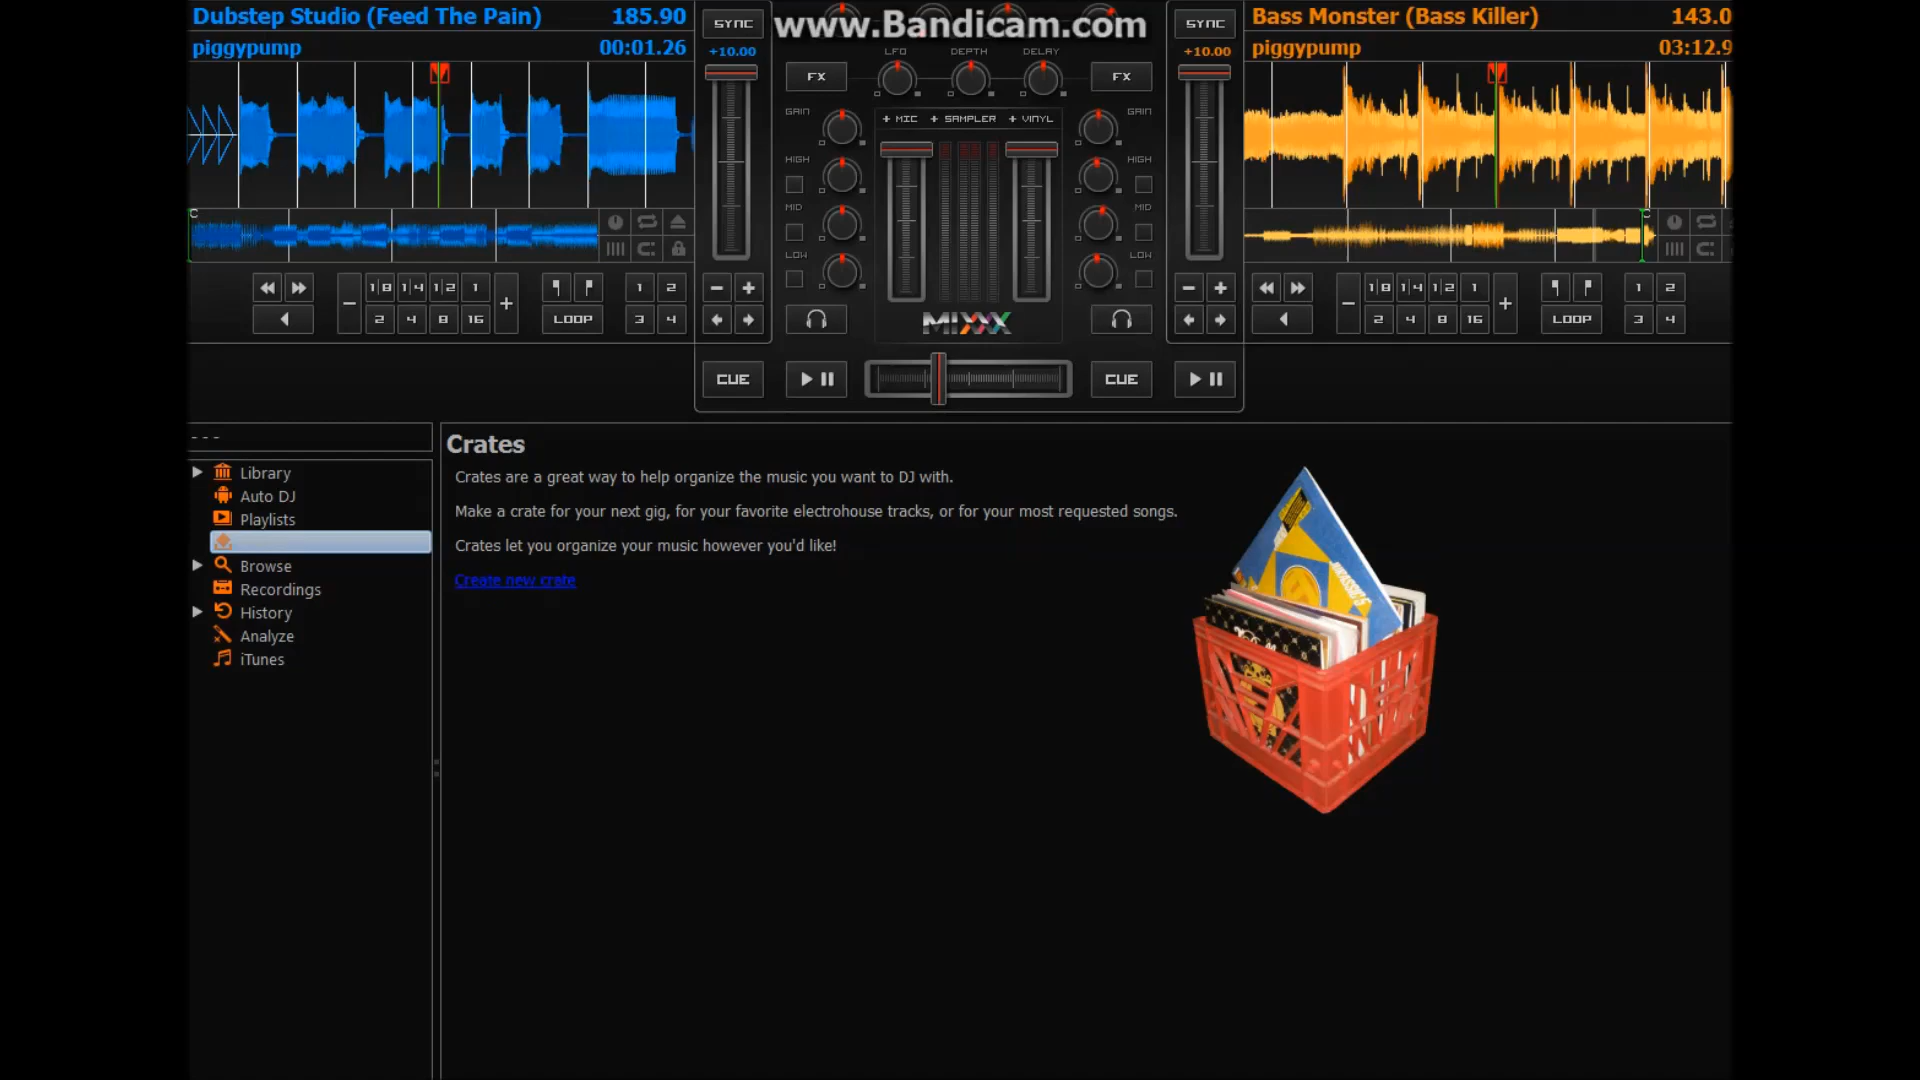 Dubstep Studio (Feed The Pain) 185.90
piggypump 00:01.26
SYNC
+10.00
www.Bandicam.com
SYNC
+10.00
Bass Monster (Bass Killer) 143.0
piggypump 03:12.9
LFO DEPTH DELAY
FX FX
GAIN GAIN
+ MIC + SAMPLER + VINYL
HIGH HIGH
MID MID
LOW LOW
C
1|8 1|4 1|2 1
2 4 8 16
LOOP
1 2
3 4
MIXXX
1|8 1|4 1|2 1
2 4 8 16
LOOP
1 2
3 4
CUE CUE
- - -
Library
Auto DJ
Playlists
Browse
Recordings
History
Analyze
iTunes
Crates
Crates are a great way to help organize the music you want to DJ with.
Make a crate for your next gig, for your favorite electrohouse tracks, or for your most requested songs.
Crates let you organize your music however you'd like!
Create new crate